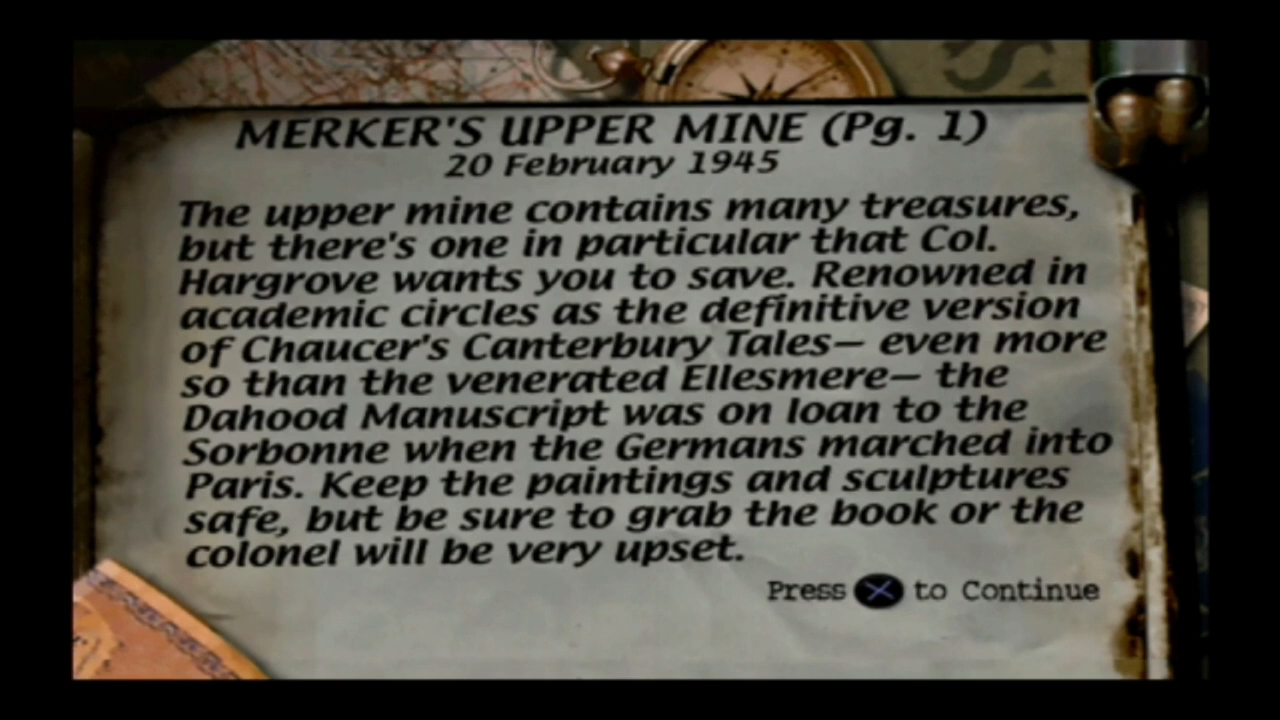 MERKER'S UPPER MINE (Pg. 1)
20 February 1945
The upper mine contains many treasures,
but there's one in particular that Col.
Hargrove wants you to save. Renowned in
academic circles as the definitive version
of Chaucer's Canterbury Tales— even more
so than the venerated Ellesmere— the
Dahood Manuscript was on loan to the
Sorbonne when the Germans marched into
Paris. Keep the paintings and sculptures
safe, but be sure to grab the book or the
colonel will be very upset.
Press X to Continue